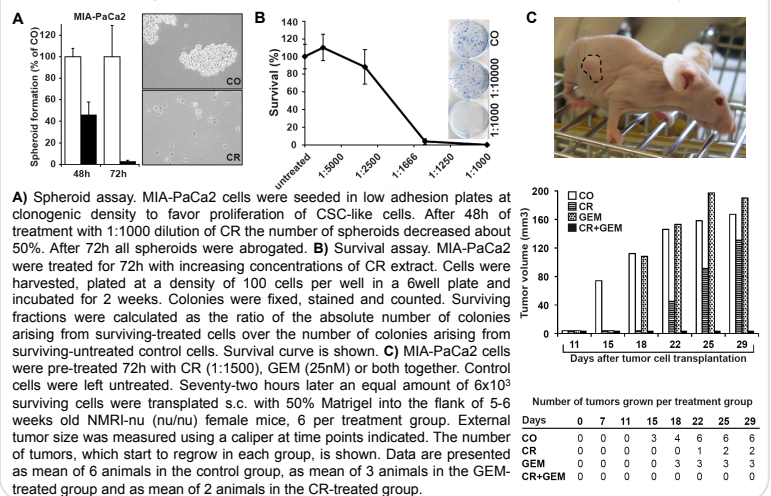 A
MIA-PaCa2
Spheroid formation (% of CO)
120
100
80
60
40
20
0
48h
72h
CO
CR
B
Survival (%)
140
120
100
80
60
40
20
0
untreated
1:5000
1:2500
1:1666
1:1250
1:1000
CO
1:10000
1:1000
C
A) Spheroid assay. MIA-PaCa2 cells were seeded in low adhesion plates at
clonogenic density to favor proliferation of CSC-like cells. After 48h of
treatment with 1:1000 dilution of CR the number of spheroids decreased about
50%. After 72h all spheroids were abrogated. B) Survival assay. MIA-PaCa2
were treated for 72h with increasing concentrations of CR extract. Cells were
harvested, plated at a density of 100 cells per well in a 6well plate and
incubated for 2 weeks. Colonies were fixed, stained and counted. Surviving
fractions were calculated as the ratio of the absolute number of colonies
arising from surviving-treated cells over the number of colonies arising from
surviving-untreated control cells. Survival curve is shown. C) MIA-PaCa2 cells
were pre-treated 72h with CR (1:1500), GEM (25nM) or both together. Control
cells were left untreated. Seventy-two hours later an equal amount of 6x10³
surviving cells were transplated s.c. with 50% Matrigel into the flank of 5-6
weeks old NMRI-nu (nu/nu) female mice, 6 per treatment group. External
tumor size was measured using a caliper at time points indicated. The number
of tumors, which start to regrow in each group, is shown. Data are presented
as mean of 6 animals in the control group, as mean of 3 animals in the GEM-
treated group and as mean of 2 animals in the CR-treated group.
Tumor volume (mm3)
200
160
120
80
40
0
CO
CR
GEM
CR+GEM
11 15 18 22 25 29
Days after tumor cell transplantation
Number of tumors grown per treatment group
Days 0 7 11 15 18 22 25 29
CO 0 0 0 3 4 6 6 6
CR 0 0 0 0 0 1 2 2
GEM 0 0 0 0 3 3 3 3
CR+GEM 0 0 0 0 0 0 0 0